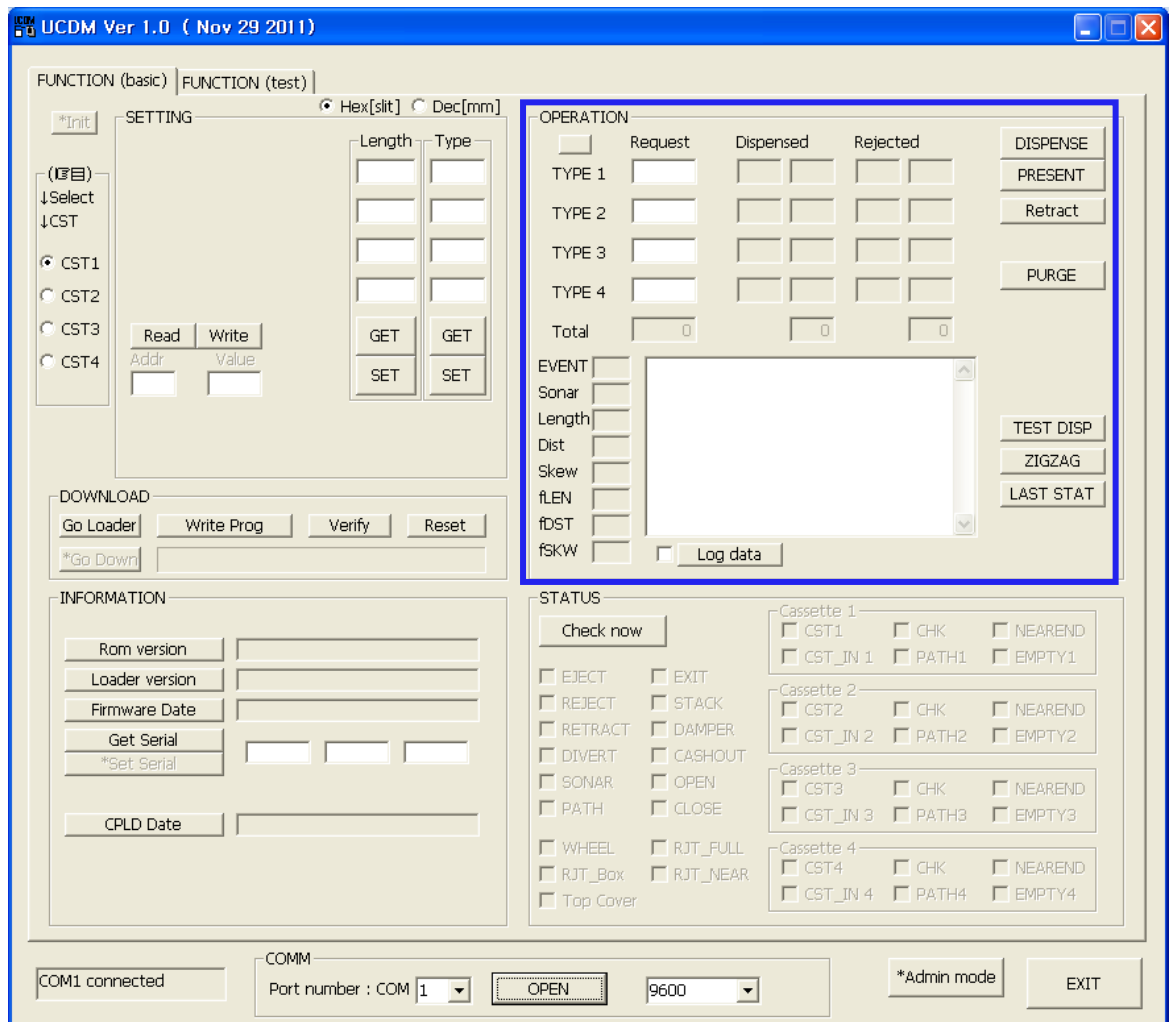 UCDM Ver 1.0 ( Nov 29 2011)
FUNCTION (basic) FUNCTION (test)
*Init
↓Select
↓CST
CST1
CST2
CST3
CST4
SETTING
Hex[slit] Dec[mm]
Length Type
Read Write
Addr Value
GET GET
SET SET
OPERATION
Request Dispensed Rejected
TYPE 1
TYPE 2
TYPE 3
TYPE 4
Total 0 0 0
DISPENSE
PRESENT
Retract
PURGE
EVENT
Sonar
Length
Dist
Skew
fLEN
fDST
fSKW
Log data
TEST DISP
ZIGZAG
LAST STAT
DOWNLOAD
Go Loader Write Prog Verify Reset
*Go Down
INFORMATION
Rom version
Loader version
Firmware Date
Get Serial
*Set Serial
CPLD Date
STATUS
Check now
EJECT EXIT
REJECT STACK
RETRACT DAMPER
DIVERT CASHOUT
SONAR OPEN
PATH CLOSE
WHEEL RJT_FULL
RJT_Box RJT_NEAR
Top Cover
Cassette 1
CST1 CHK NEAREND
CST_IN 1 PATH1 EMPTY1
Cassette 2
CST2 CHK NEAREND
CST_IN 2 PATH2 EMPTY2
Cassette 3
CST3 CHK NEAREND
CST_IN 3 PATH3 EMPTY3
Cassette 4
CST4 CHK NEAREND
CST_IN 4 PATH4 EMPTY4
COM1 connected
COMM
Port number : COM 1 OPEN 9600
*Admin mode
EXIT